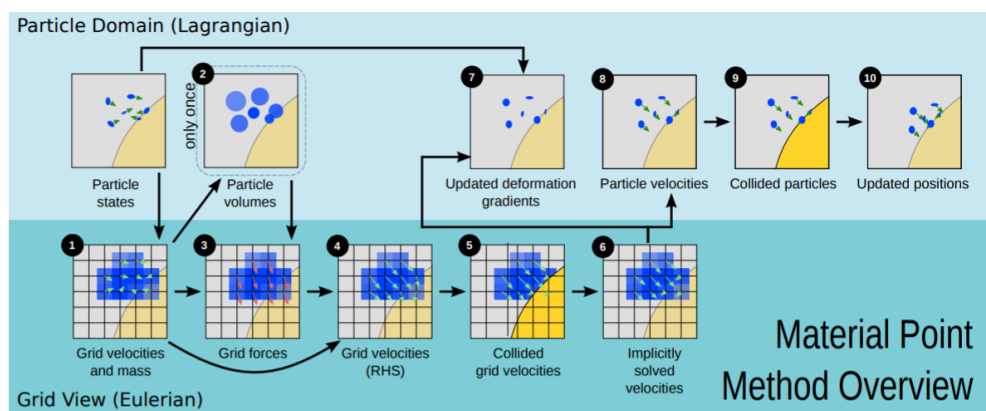 Particle Domain (Lagrangian)
only once
2
7
8
9
10
Particle
states
Particle
volumes
Updated deformation
gradients
Particle velocities
Collided particles
Updated positions
1
3
4
5
6
Grid velocities
and mass
Grid forces
Grid velocities
(RHS)
Collided
grid velocities
Implicitly
solved
velocities
Material Point
Method Overview
Grid View (Eulerian)